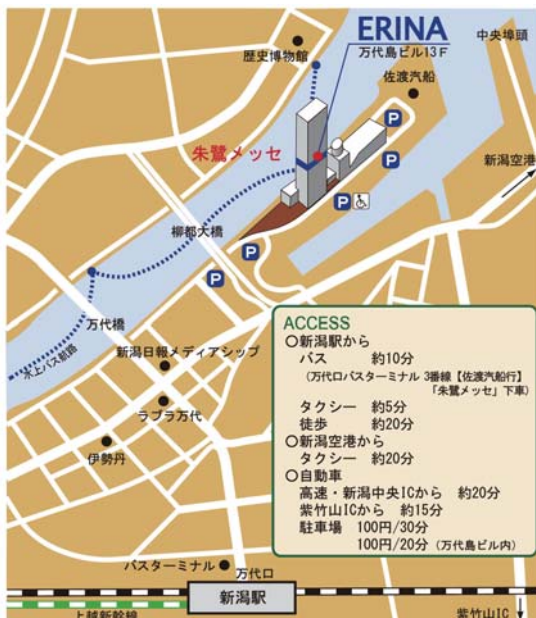 ERINA
万代島ビル13F
中央埠頭
歴史博物館
佐渡汽船
朱鷺メッセ
P
P
新潟空港
P
柳都大橋
P
P
万代橋
水上バス航路
新潟日報メディアシップ
ラブラ万代
伊勢丹
ACCESS
○新潟駅から
バス 約10分
(万代口バスターミナル 3番線【佐渡汽船行】
「朱鷺メッセ」下車)
タクシー 約5分
徒歩 約20分
○新潟空港から
タクシー 約20分
○自動車
高速・新潟中央ICから 約20分
紫竹山ICから 約15分
駐車場 100円/30分
100円/20分 (万代島ビル内)
バスターミナル
万代口
新潟駅
上越新幹線
紫竹山IC